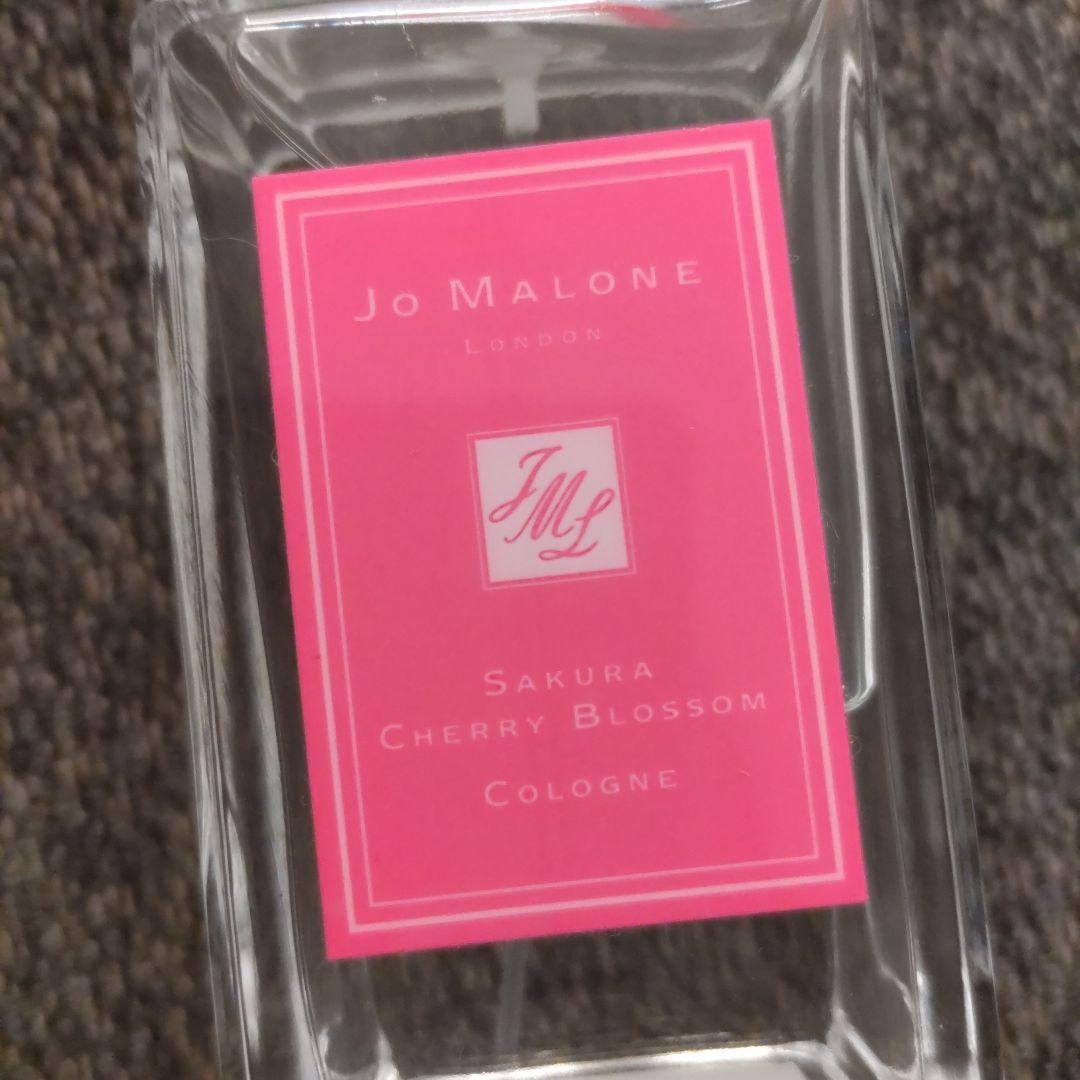 JO MALONE
LONDON
JML
SAKURA
CHERRY BLOSSOM
COLOGNE